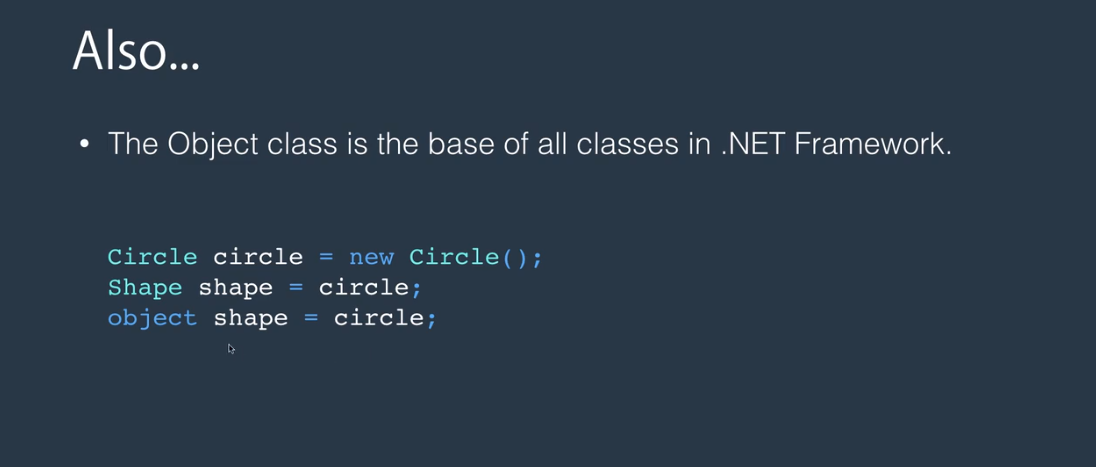 Also...
• The Object class is the base of all classes in .NET Framework.
Circle circle = new Circle();
Shape shape = circle;
object shape = circle;